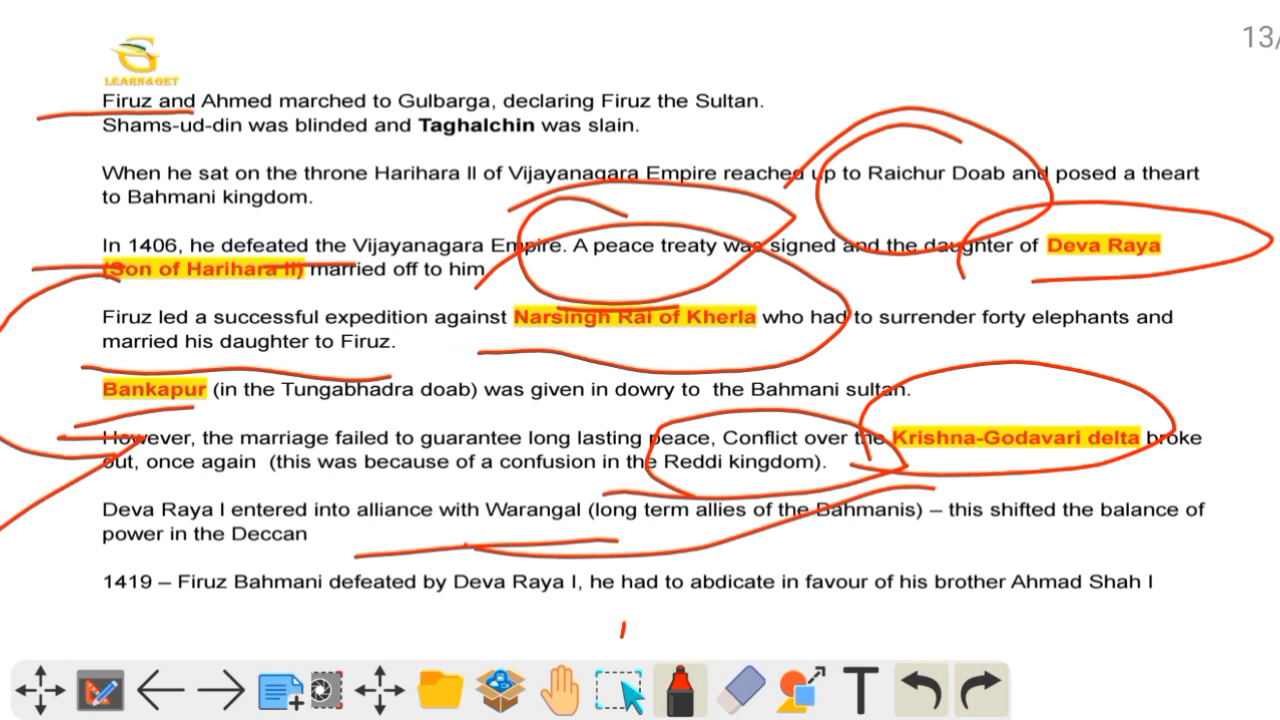 13/
LEARN&GET
Firuz and Ahmed marched to Gulbarga, declaring Firuz the Sultan.
Shams-ud-din was blinded and Taghalchin was slain.
When he sat on the throne Harihara II of Vijayanagara Empire reached up to Raichur Doab and posed a theart
to Bahmani kingdom.
In 1406, he defeated the Vijayanagara Empire. A peace treaty was signed and the daughter of Deva Raya
(Son of Harihara II) married off to him
Firuz led a successful expedition against Narsingh Rai of Kherla who had to surrender forty elephants and
married his daughter to Firuz.
Bankapur (in the Tungabhadra doab) was given in dowry to the Bahmani sultan.
However, the marriage failed to guarantee long lasting peace, Conflict over the Krishna-Godavari delta broke
out, once again (this was because of a confusion in the Reddi kingdom).
Deva Raya I entered into alliance with Warangal (long term allies of the Bahmanis) – this shifted the balance of
power in the Deccan
1419 – Firuz Bahmani defeated by Deva Raya I, he had to abdicate in favour of his brother Ahmad Shah I
T